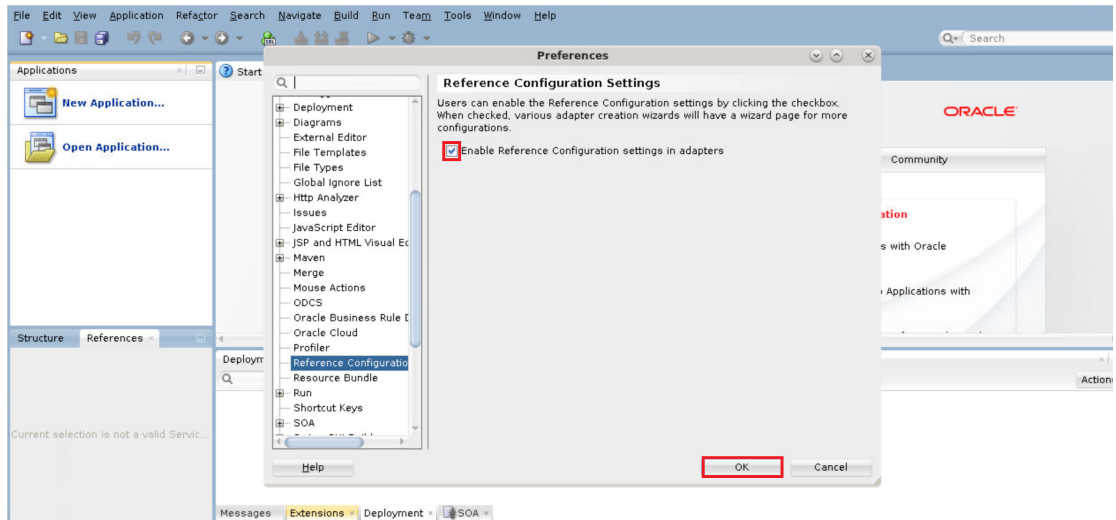 File Edit View Application Refactor Search Navigate Build Run Team Tools Window Help
Search
Preferences
Applications
Start
New Application...
Open Application...
Deployment
Diagrams
External Editor
File Templates
File Types
Global Ignore List
Http Analyzer
Issues
JavaScript Editor
JSP and HTML Visual Ec
Maven
Merge
Mouse Actions
ODCS
Oracle Business Rule D
Oracle Cloud
Profiler
Reference Configuratio
Resource Bundle
Run
Shortcut Keys
SOA
Reference Configuration Settings
Users can enable the Reference Configuration settings by clicking the checkbox.
When checked, various adapter creation wizards will have a wizard page for more
configurations.
Enable Reference Configuration settings in adapters
Help
OK
Cancel
ORACLE
Community
ation
s with Oracle
Applications with
Structure References
Current selection is not a valid Servic...
Deploym
Action
Messages Extensions Deployment SOA